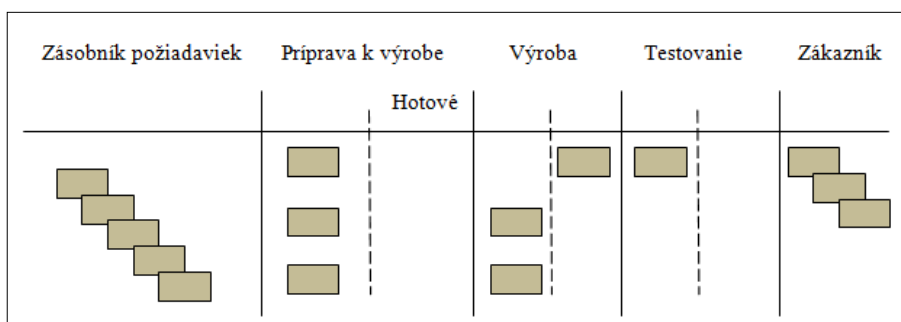 Zásobník požiadaviek
Príprava k výrobe
Výroba
Testovanie
Zákazník
Hotové